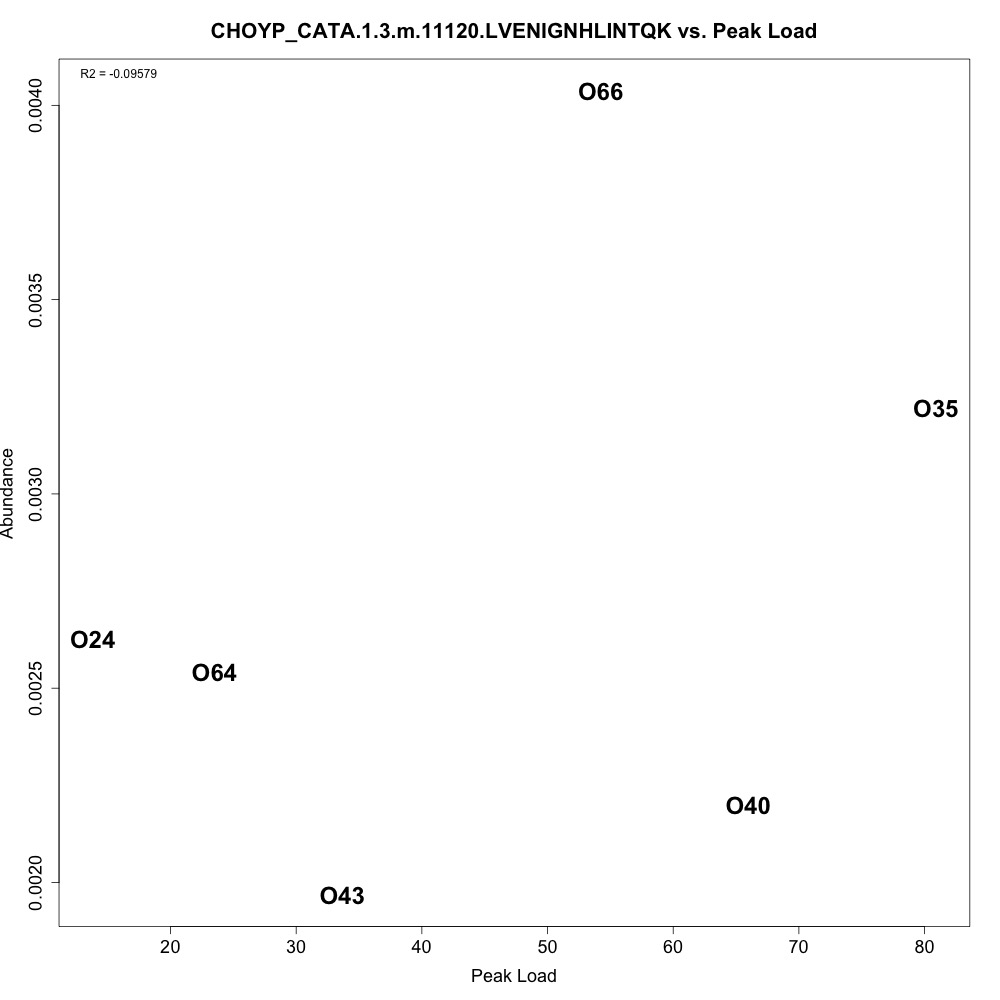 CHOYP_CATA.1.3.m.11120.LVENIGNHLINTQK vs. Peak Load
R2 = -0.09579
O66
O35
O24
O64
O40
O43
Abundance
0.0040
0.0035
0.0030
0.0025
0.0020
20 30 40 50 60 70 80
Peak Load